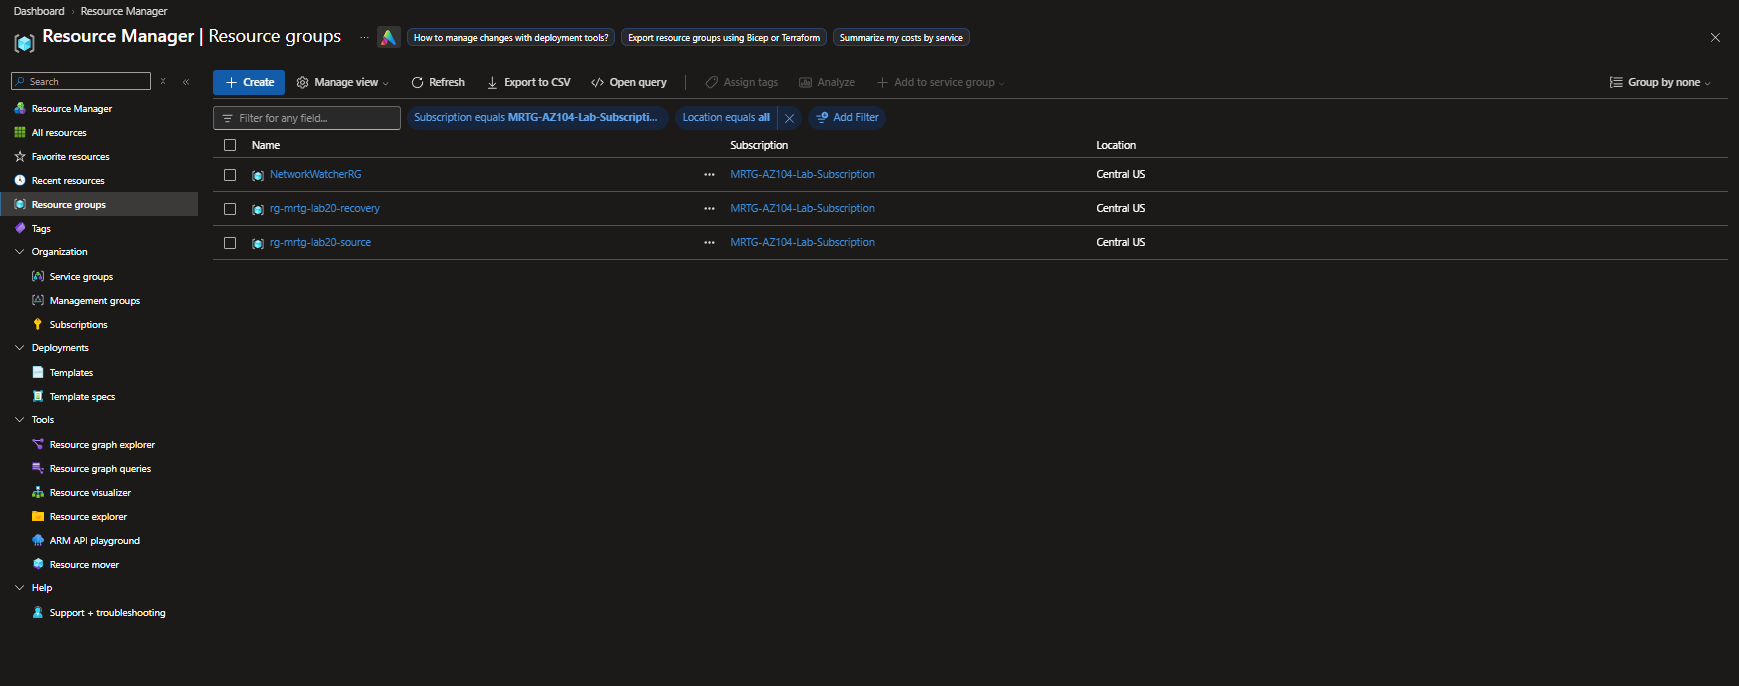 Dashboard › Resource Manager
Resource Manager | Resource groups ...
How to manage changes with deployment tools?
Export resource groups using Bicep or Terraform
Summarize my costs by service
Search
+ Create
Manage view
Refresh
Export to CSV
Open query
Assign tags
Analyze
Add to service group
Group by none
Filter for any field...
Subscription equals MRTG-AZ104-Lab-Subscripti...
Location equals all
Add Filter
Resource Manager
All resources
Favorite resources
Recent resources
Resource groups
Tags
Organization
Service groups
Management groups
Subscriptions
Deployments
Templates
Template specs
Tools
Resource graph explorer
Resource graph queries
Resource visualizer
Resource explorer
ARM API playground
Resource mover
Help
Support + troubleshooting
Name Subscription Location
NetworkWatcherRG ... MRTG-AZ104-Lab-Subscription Central US
rg-mrtg-lab20-recovery ... MRTG-AZ104-Lab-Subscription Central US
rg-mrtg-lab20-source ... MRTG-AZ104-Lab-Subscription Central US